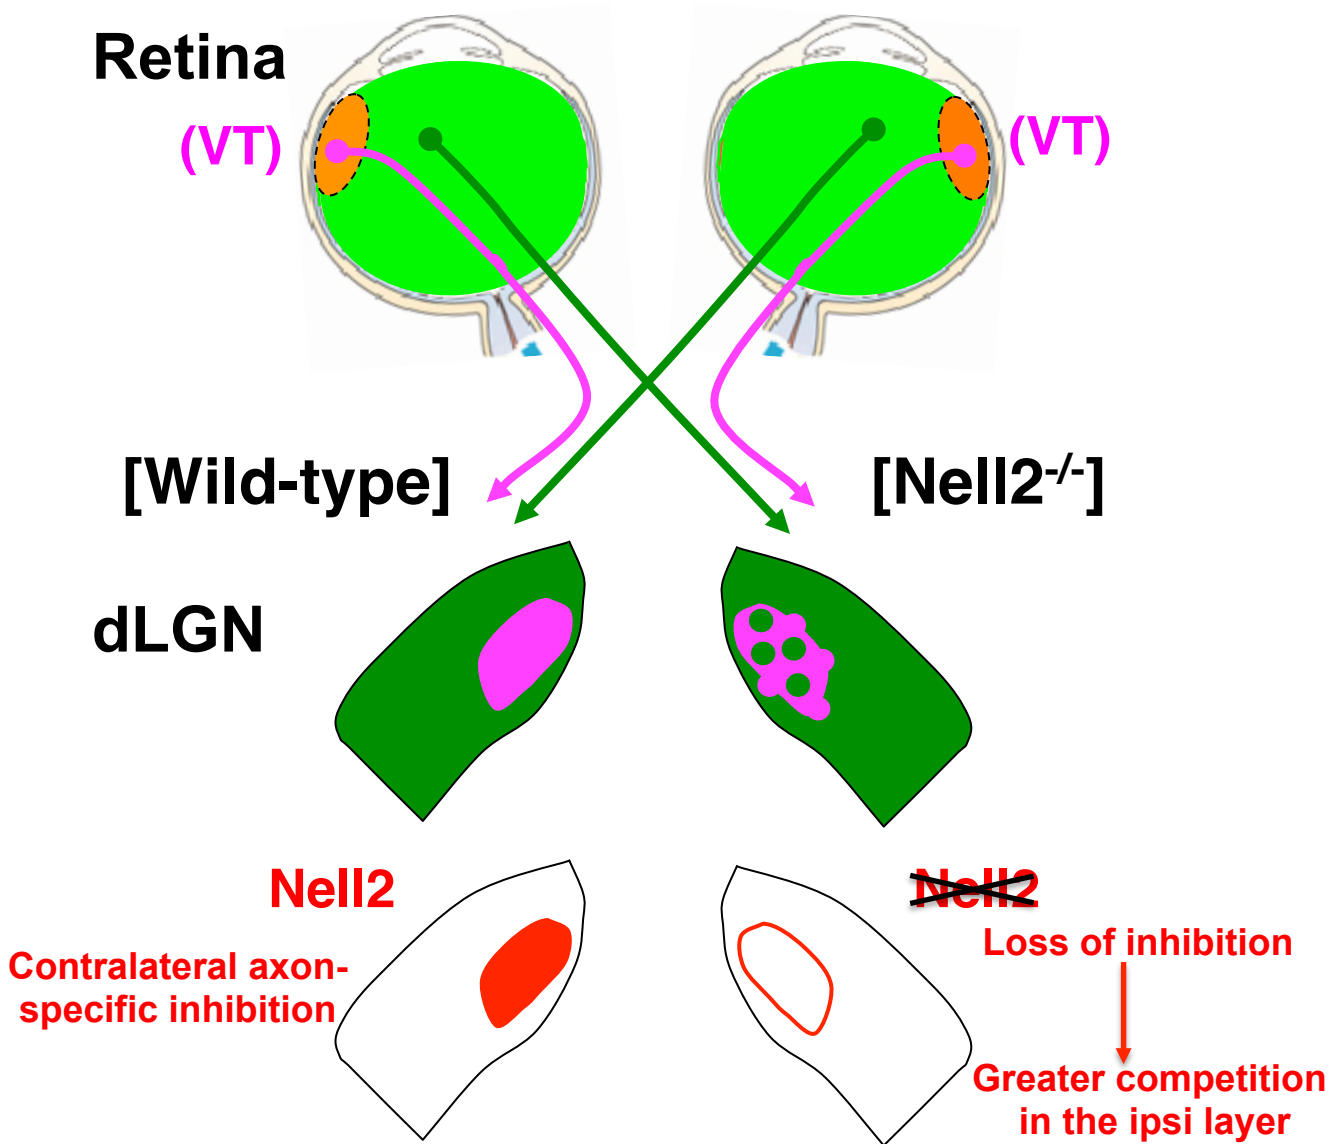 Retina
(VT)
(VT)
[Wild-type]
[Nell2-/-]
dLGN
Nell2
Nell2
Contralateral axon-
specific inhibition
Loss of inhibition
Greater competition
in the ipsi layer